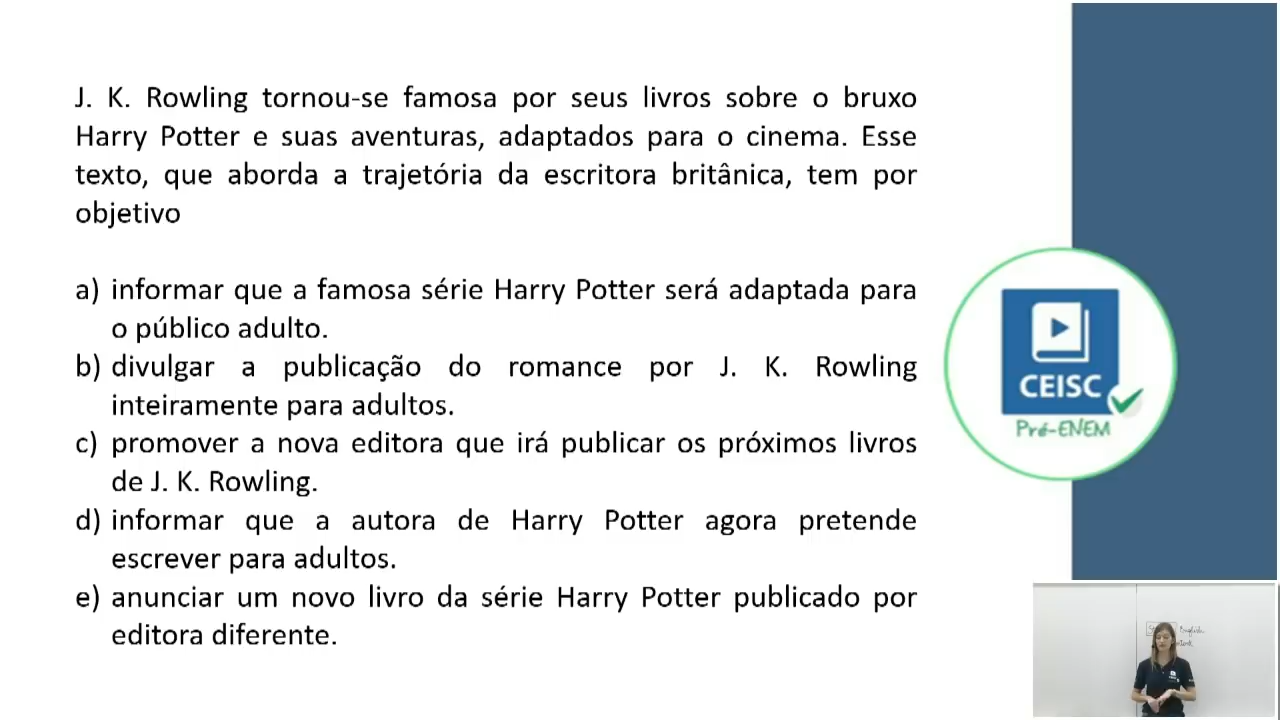 J. K. Rowling tornou-se famosa por seus livros sobre o bruxo
Harry Potter e suas aventuras, adaptados para o cinema. Esse
texto, que aborda a trajetória da escritora britânica, tem por
objetivo
a) informar que a famosa série Harry Potter será adaptada para
o público adulto.
b) divulgar a publicação do romance por J. K. Rowling
inteiramente para adultos.
c) promover a nova editora que irá publicar os próximos livros
de J. K. Rowling.
d) informar que a autora de Harry Potter agora pretende
escrever para adultos.
e) anunciar um novo livro da série Harry Potter publicado por
editora diferente.
CEISC
Pré-ENEM
English